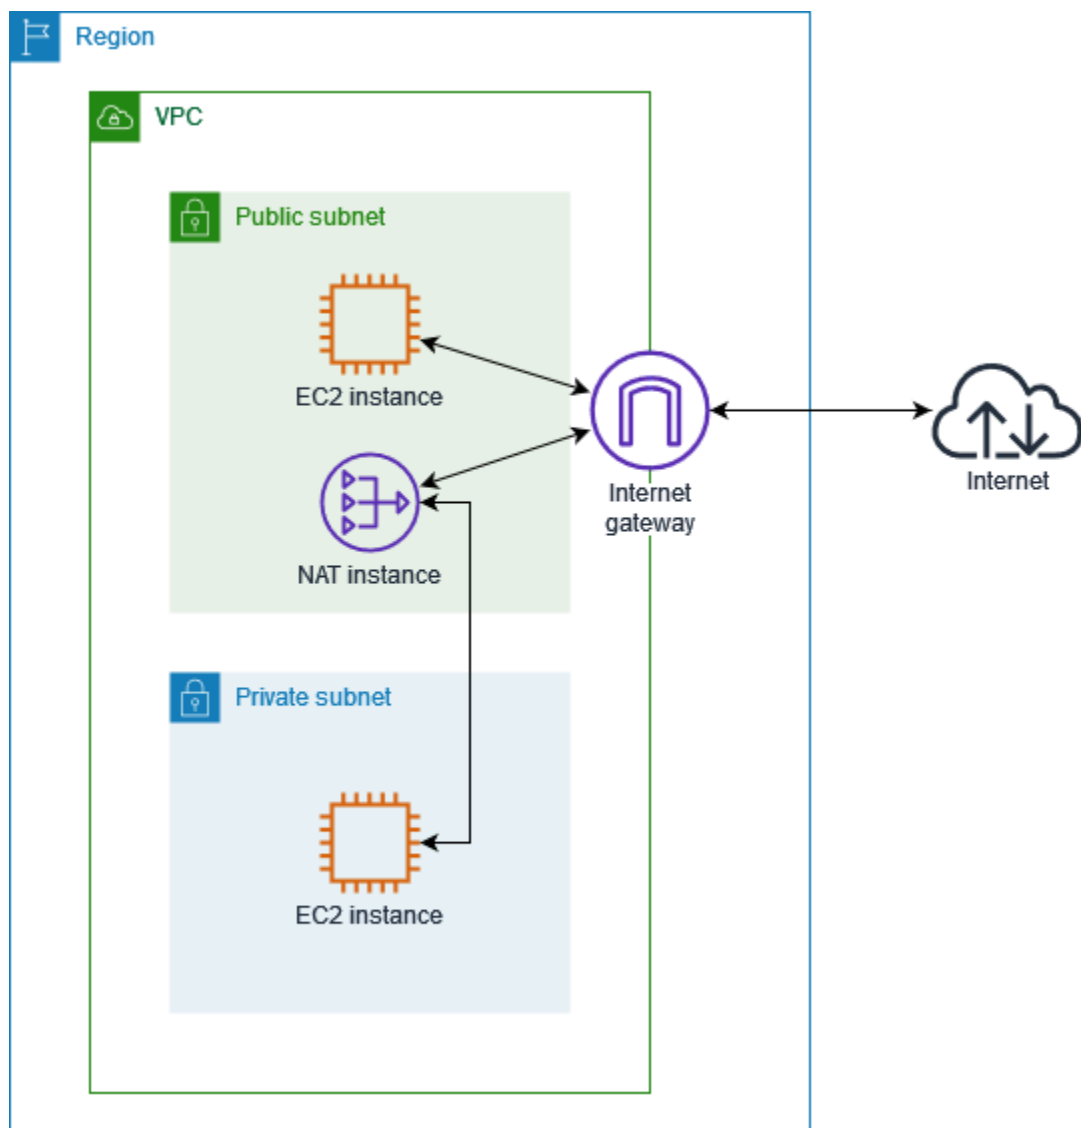 Region
VPC
Public subnet
EC2 instance
NAT instance
Internet
gateway
Internet
Private subnet
EC2 instance